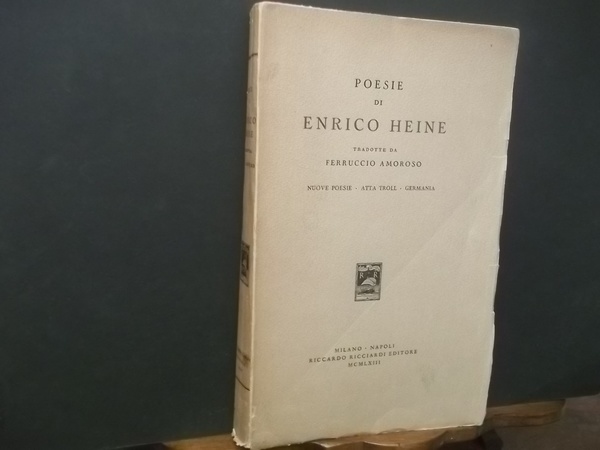 POESIE
DI
ENRICO HEINE
TRADOTTE DA
FERRUCCIO AMOROSO
NUOVE POESIE - ATTA TROLL - GERMANIA
R R
MILANO - NAPOLI
RICCARDO RICCIARDI EDITORE
MCMLXIII